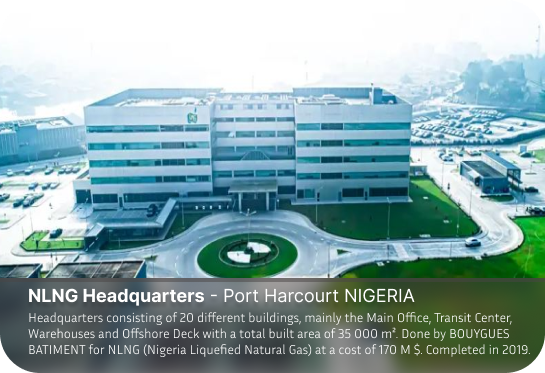 NLNG Headquarters - Port Harcourt NIGERIA
Headquarters consisting of 20 different buildings, mainly the Main Office, Transit Center,
Warehouses and Offshore Deck with a total built area of 35 000 m². Done by BOUYGUES
BATIMENT for NLNG (Nigeria Liquefied Natural Gas) at a cost of 170 M $. Completed in 2019.